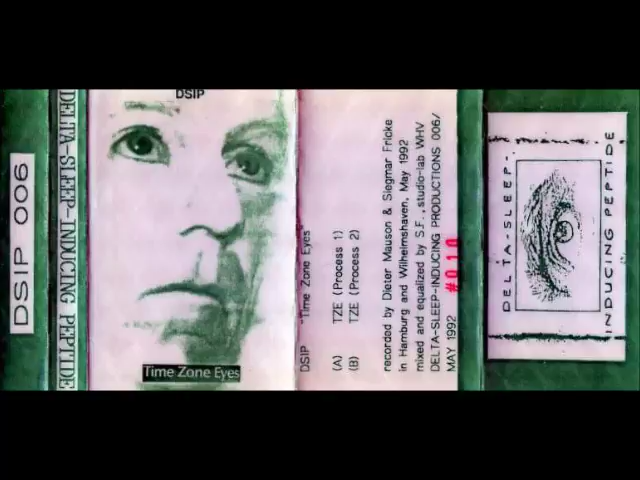 DSIP 006
DELTA-SLEEP-INDUCING PEPTIDE
DSIP
Time Zone Eyes
DSIP - Time Zone Eyes
(A) TZE (Process 1)
(B) TZE (Process 2)
recorded by Dieter Mauson & Siegmar Fricke
in Hamburg and Wilhelmshaven, May 1992
mixed and equalized by S.F., studio-lab WHV
DELTA-SLEEP-INDUCING PRODUCTIONS 006/
MAY 1992 #010
DELTA-SLEEP.
INDUCING PEPTIDE